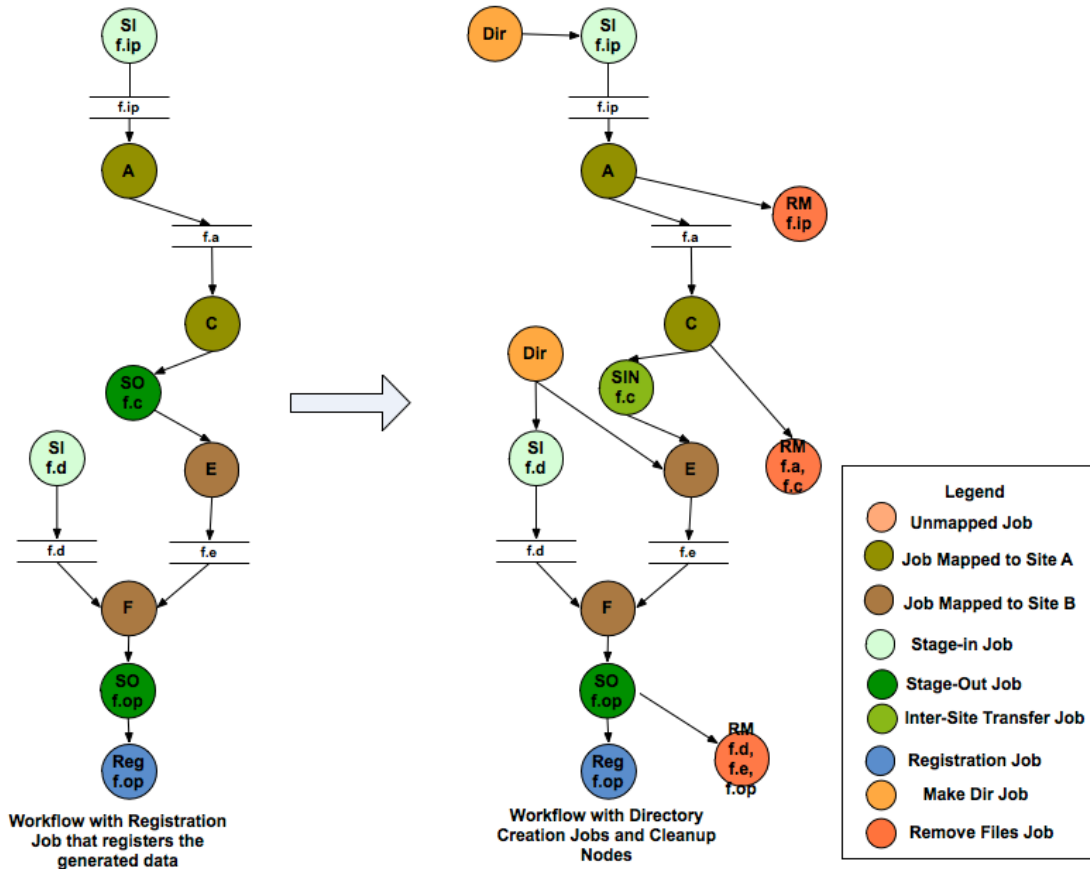 SI
f.ip
f.ip
A
f.a
C
SO
f.c
SI
f.d
E
f.d
f.e
F
SO
f.op
Reg
f.op
Workflow with Registration
Job that registers the
generated data
Dir
SI
f.ip
f.ip
A
RM
f.ip
f.a
C
Dir
SIN
f.c
SI
f.d
E
RM
f.a,
f.c
f.d
f.e
F
SO
f.op
Reg
f.op
RM
f.d,
f.e,
f.op
Workflow with Directory
Creation Jobs and Cleanup
Nodes
Legend
Unmapped Job
Job Mapped to Site A
Job Mapped to Site B
Stage-in Job
Stage-Out Job
Inter-Site Transfer Job
Registration Job
Make Dir Job
Remove Files Job